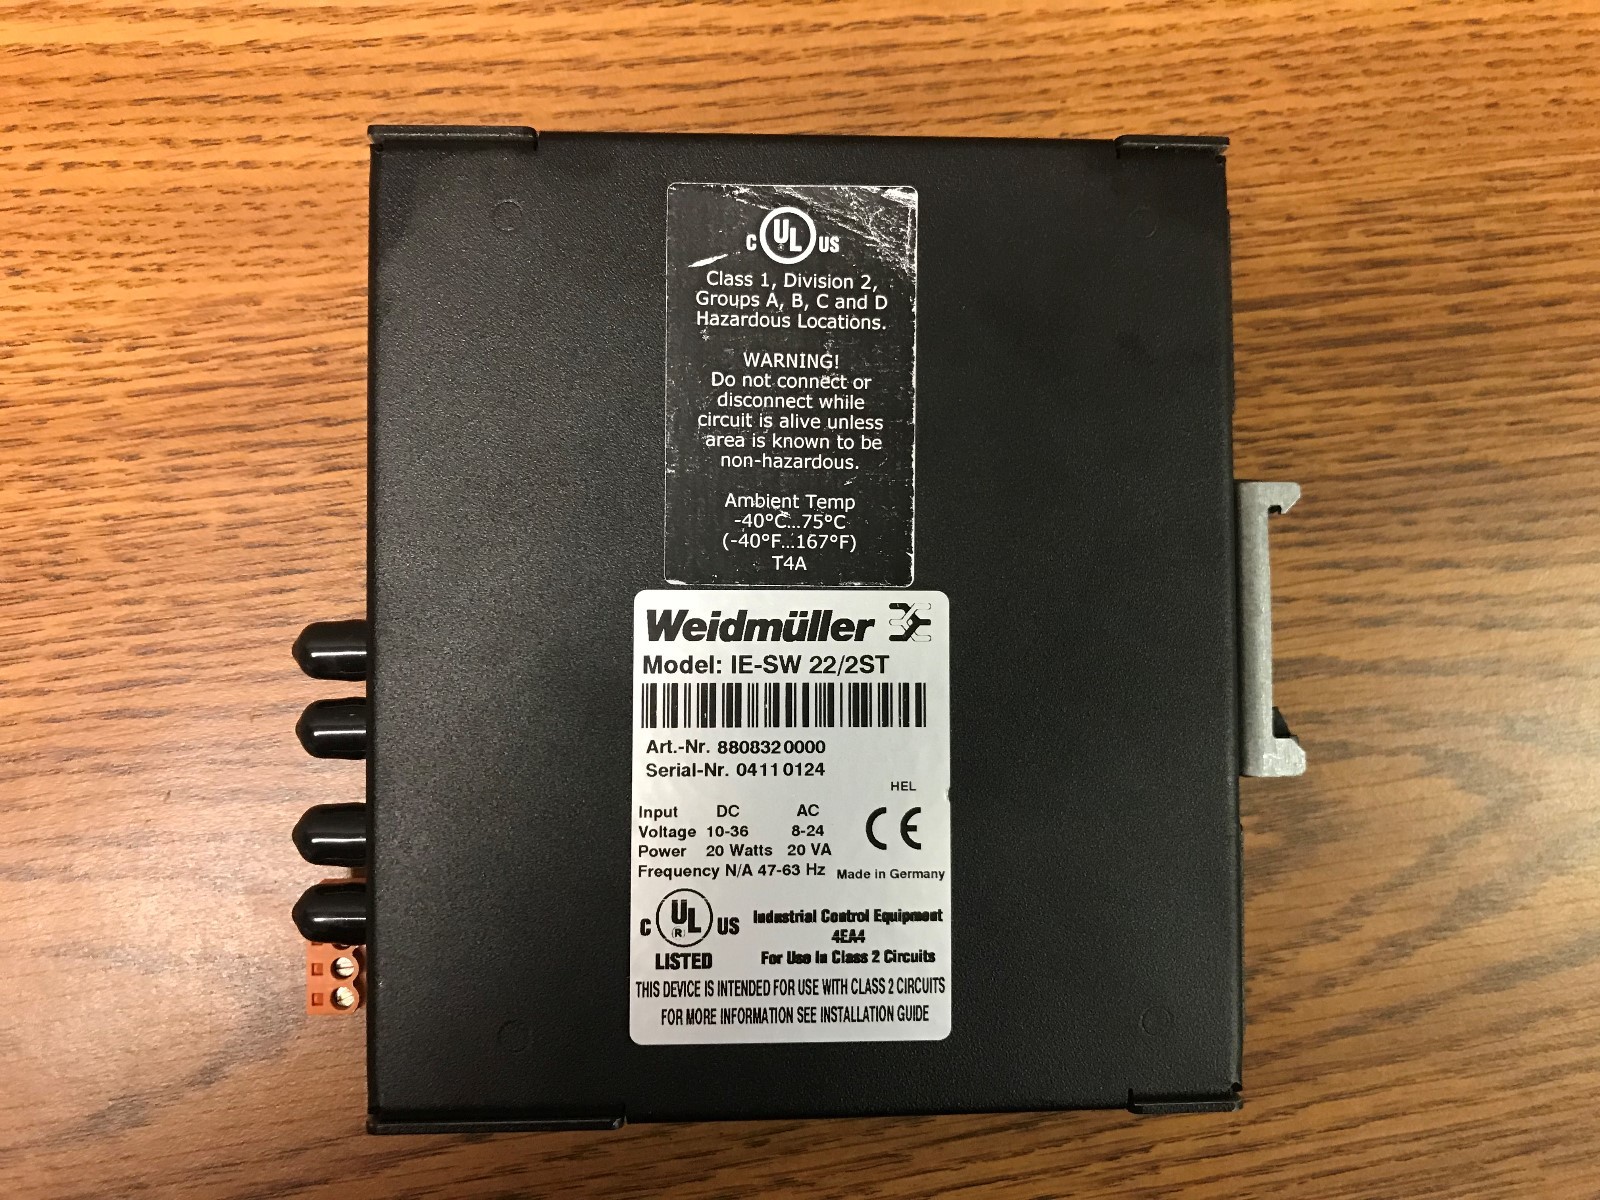 C UL US
Class 1, Division 2,
Groups A, B, C and D
Hazardous Locations.
WARNING!
Do not connect or
disconnect while
circuit is alive unless
area is known to be
non-hazardous.
Ambient Temp
-40°C...75°C
(-40°F...167°F)
T4A
Weidmüller
Model: IE-SW 22/2ST
Art.-Nr. 8808320000
Serial-Nr. 04110124
HEL
Input DC AC
Voltage 10-36 8-24
Power 20 Watts 20 VA
Frequency N/A 47-63 Hz
CE
Made in Germany
C UL (R) US
LISTED
Industrial Control Equipment
4EA4
For Use In Class 2 Circuits
THIS DEVICE IS INTENDED FOR USE WITH CLASS 2 CIRCUITS
FOR MORE INFORMATION SEE INSTALLATION GUIDE